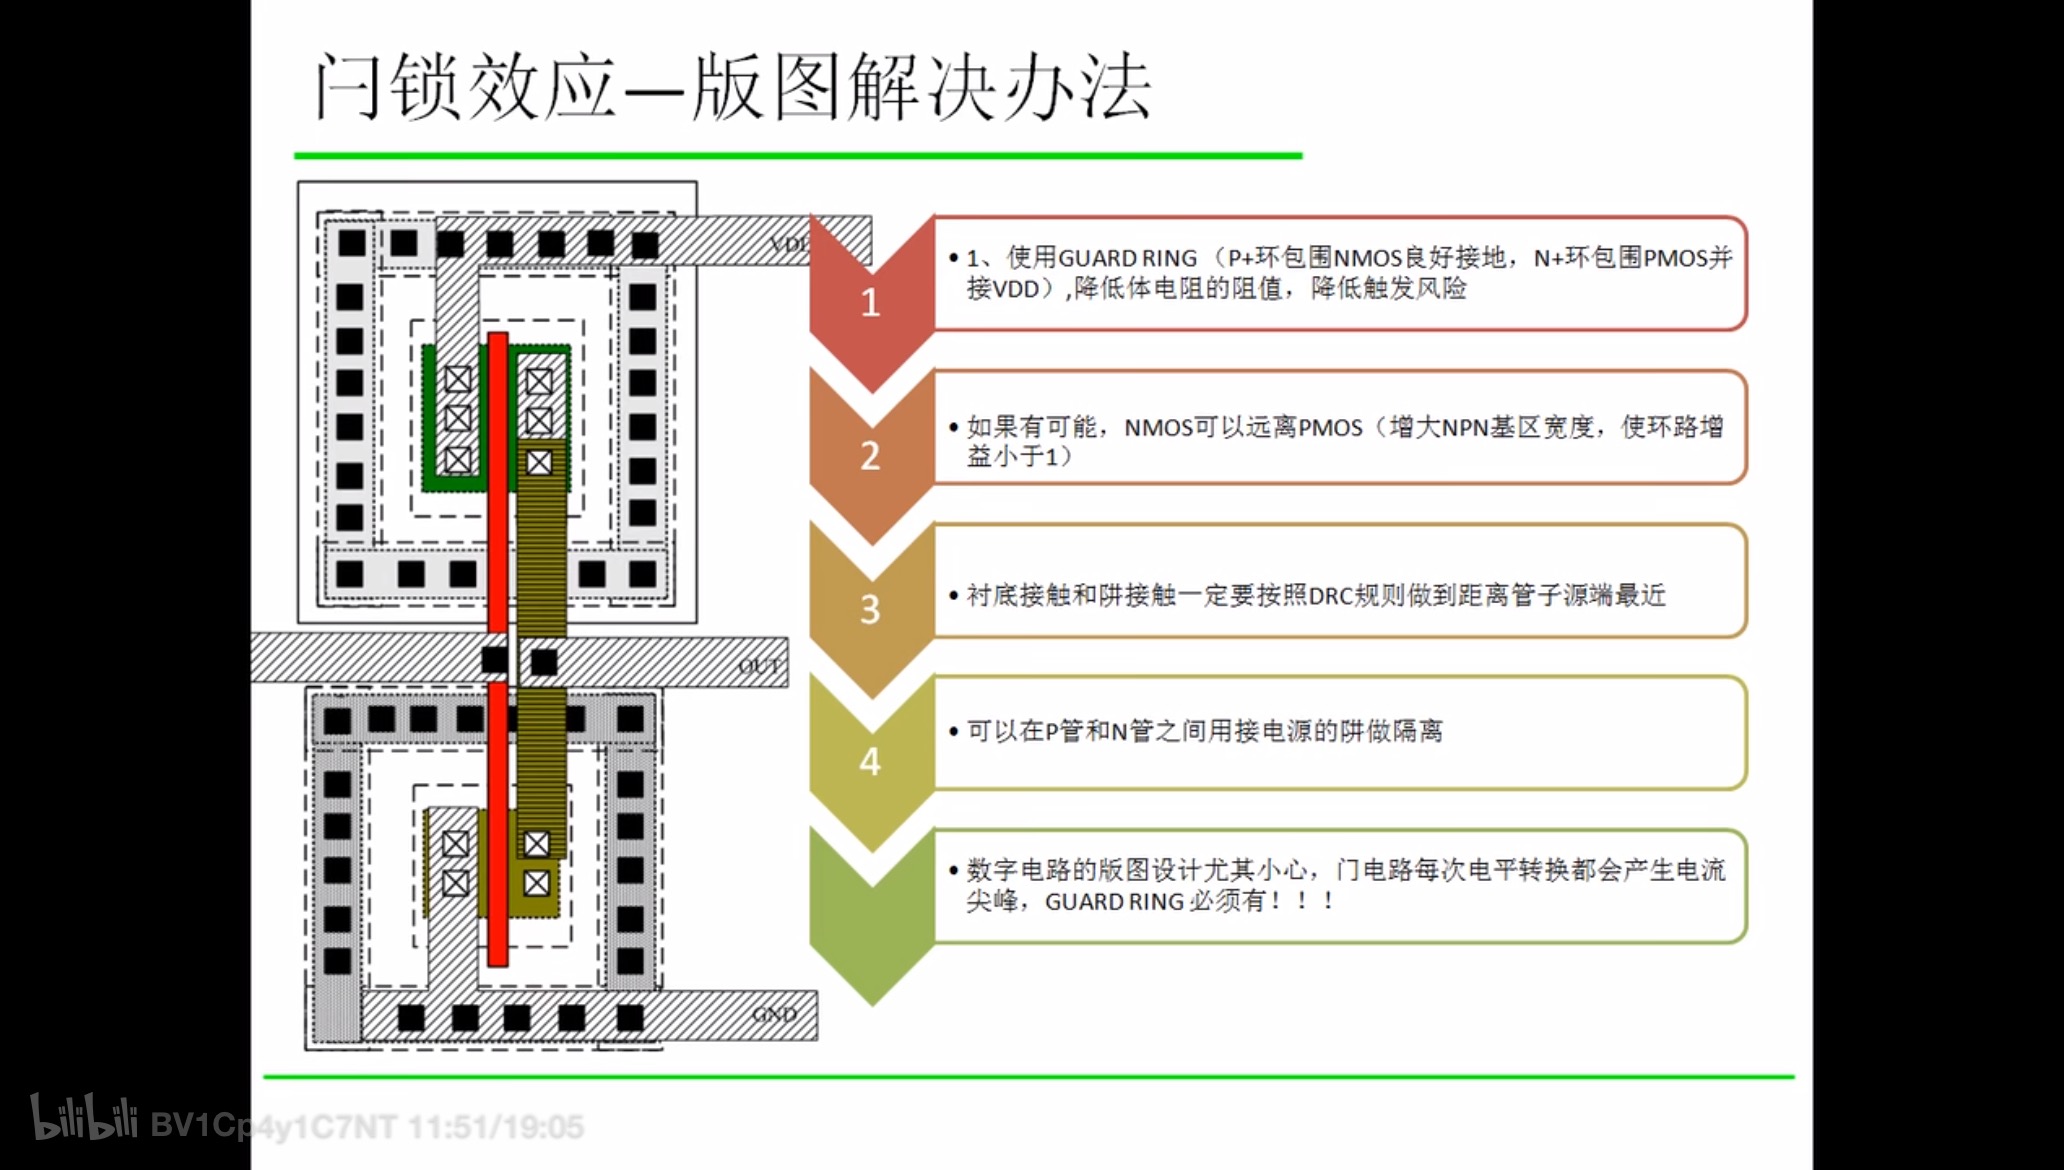 闩锁效应—版图解决办法
VDD
OUT
GND
1
• 1、使用GUARD RING（P+环包围NMOS良好接地，N+环包围PMOS并
接VDD）,降低体电阻的阻值，降低触发风险
2
• 如果有可能，NMOS可以远离PMOS（增大NPN基区宽度，使环路增
益小于1）
3
• 衬底接触和阱接触一定要按照DRC规则做到距离管子源端最近
4
• 可以在P管和N管之间用接电源的阱做隔离
• 数字电路的版图设计尤其小心，门电路每次电平转换都会产生电流
尖峰，GUARD RING 必须有！！！
bilibili BV1Cp4y1C7NT 11:51/19:05